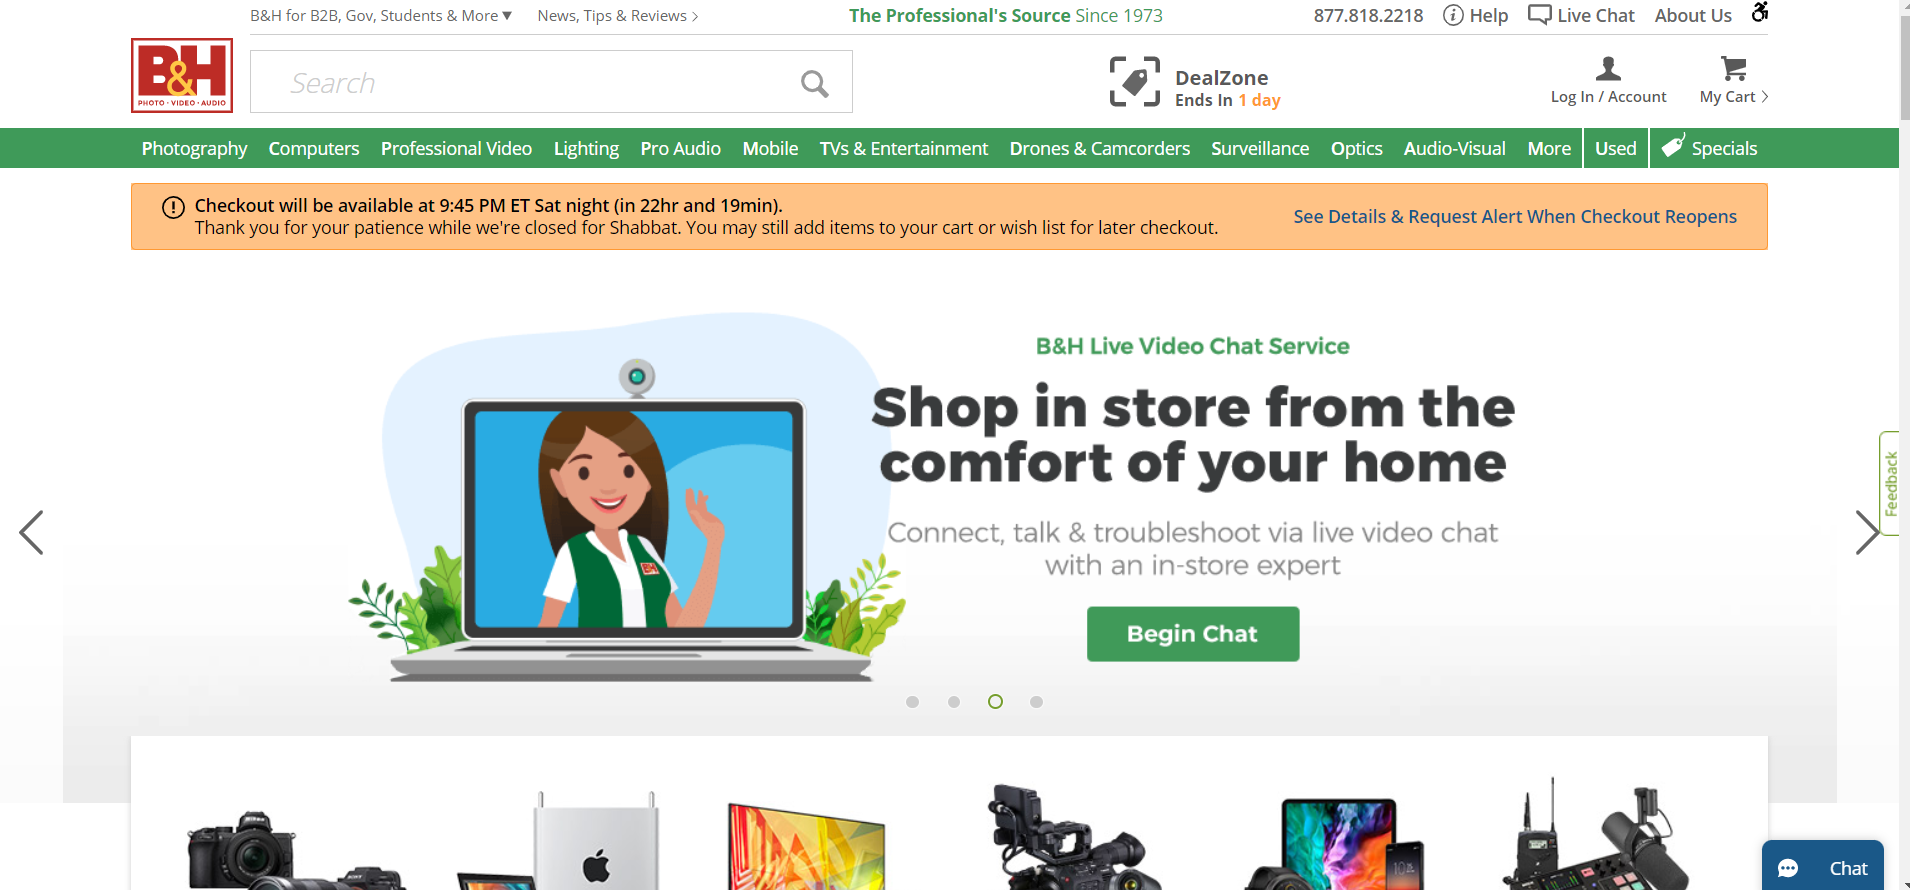 B&H for B2B, Gov, Students & More
News, Tips & Reviews
The Professional's Source Since 1973
877.818.2218
Help
Live Chat
About Us
B&H
PHOTO · VIDEO · AUDIO
Search
DealZone
Ends In 1 day
Log In / Account
My Cart
Photography
Computers
Professional Video
Lighting
Pro Audio
Mobile
TVs & Entertainment
Drones & Camcorders
Surveillance
Optics
Audio-Visual
More
Used
Specials
Checkout will be available at 9:45 PM ET Sat night (in 22hr and 19min).
Thank you for your patience while we're closed for Shabbat. You may still add items to your cart or wish list for later checkout.
See Details & Request Alert When Checkout Reopens
B&H Live Video Chat Service
Shop in store from the
comfort of your home
Connect, talk & troubleshoot via live video chat
with an in-store expert
Begin Chat
B&H
Feedback
Nikon
SONY
Chat